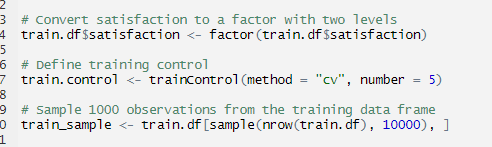 2
3 # Convert satisfaction to a factor with two levels
4 train.df$satisfaction <- factor(train.df$satisfaction)
5
6 # Define training control
7 train.control <- trainControl(method = "cv", number = 5)
8
9 # Sample 1000 observations from the training data frame
0 train_sample <- train.df[sample(nrow(train.df), 10000), ]
1